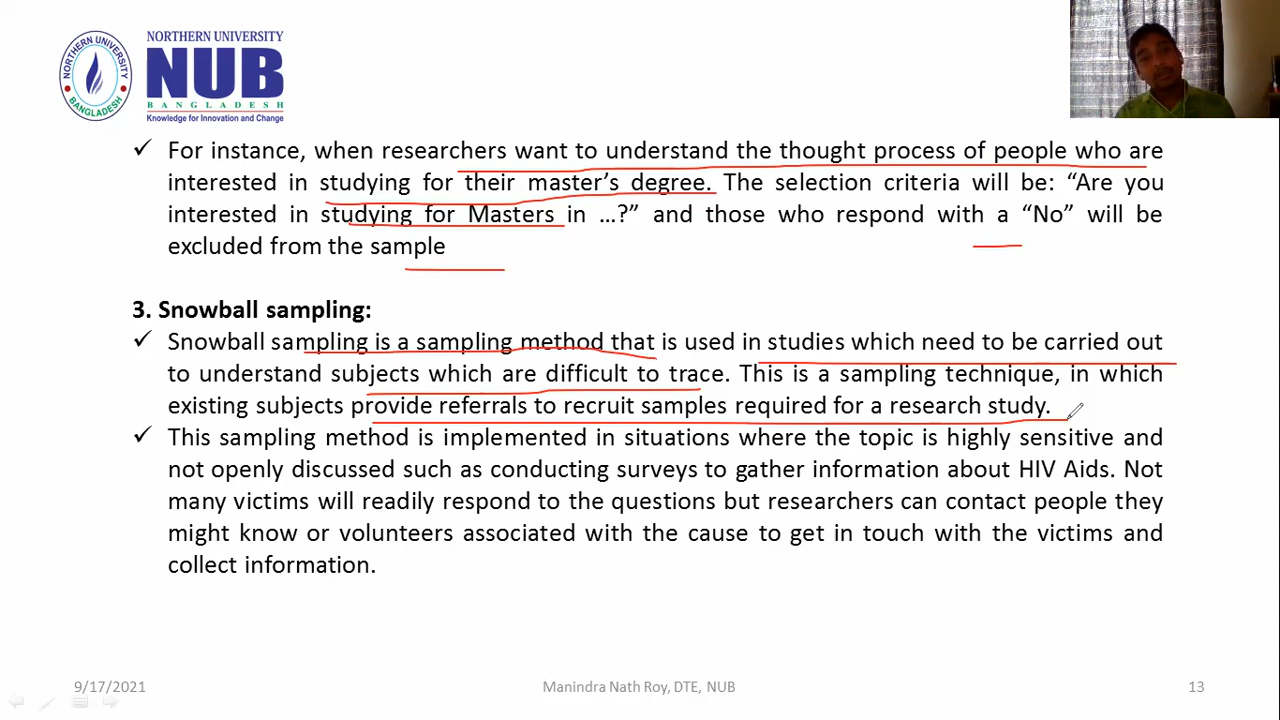 NORTHERN UNIVERSITY
NORTHERN UNIVERSITY
NUB
BANGLADESH
BANGLADESH
Knowledge for Innovation and Change
✓ For instance, when researchers want to understand the thought process of people who are
interested in studying for their master’s degree. The selection criteria will be: “Are you
interested in studying for Masters in ...?” and those who respond with a “No” will be
excluded from the sample
3. Snowball sampling:
✓ Snowball sampling is a sampling method that is used in studies which need to be carried out
to understand subjects which are difficult to trace. This is a sampling technique, in which
existing subjects provide referrals to recruit samples required for a research study.
✓ This sampling method is implemented in situations where the topic is highly sensitive and
not openly discussed such as conducting surveys to gather information about HIV Aids. Not
many victims will readily respond to the questions but researchers can contact people they
might know or volunteers associated with the cause to get in touch with the victims and
collect information.
9/17/2021 Manindra Nath Roy, DTE, NUB 13